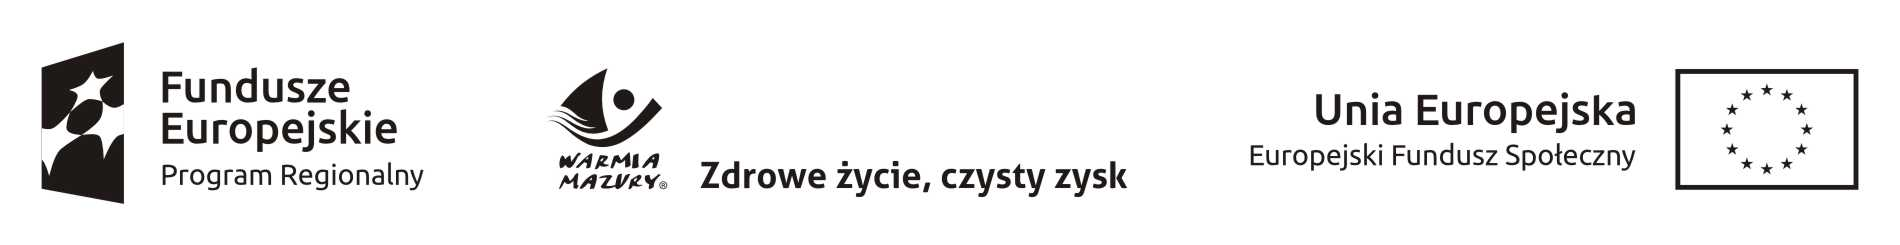 Fundusze
Europejskie
Program Regionalny
WARMIA
MAZURY®
Zdrowe życie, czysty zysk
Unia Europejska
Europejski Fundusz Społeczny